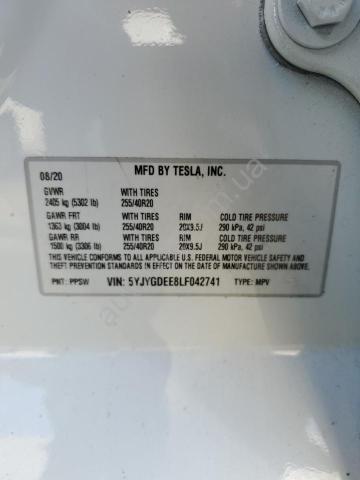 08/20 MFD BY TESLA, INC.
GVWR WITH TIRES
2405 kg (5302 lb) 255/40R20
GAWR FRT WITH TIRES RIM COLD TIRE PRESSURE
1363 kg (3004 lb) 255/40R20 20X9.5J 290 kPa, 42 psi
GAWR RR WITH TIRES RIM COLD TIRE PRESSURE
1500 kg (3306 lb) 255/40R20 20X9.5J 290 kPa, 42 psi
THIS VEHICLE CONFORMS TO ALL APPLICABLE U.S. FEDERAL MOTOR VEHICLE
SAFETY, BUMPER, AND THEFT PREVENTION STANDARDS IN EFFECT ON THE
DATE OF MANUFACTURE SHOWN ABOVE.
PNT: PPSW VIN: 5YJYGDEE8LF042741 TYPE: MPV